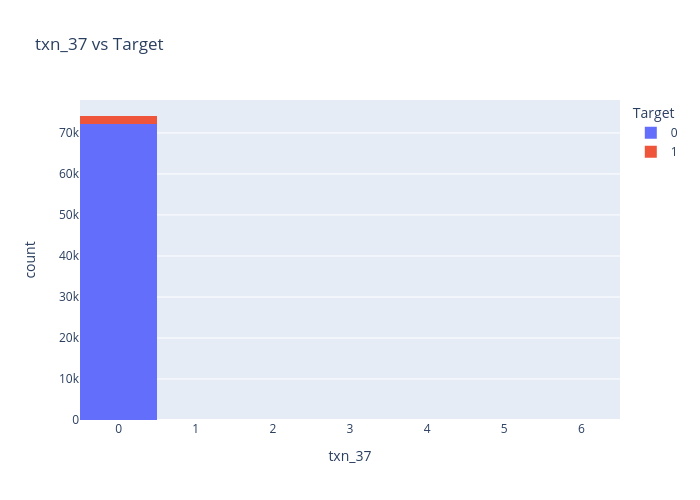 txn_37 vs Target
Target
0
1
70k
60k
50k
40k
30k
20k
10k
0
count
0 1 2 3 4 5 6
txn_37